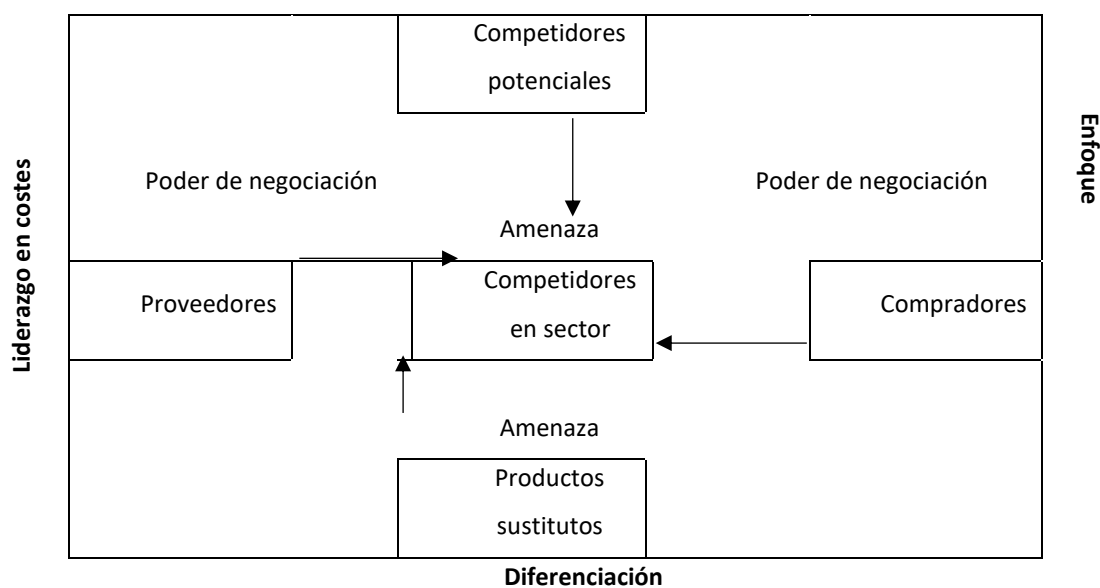 Competidores
potenciales
Enfoque
Liderazgo en costes
Poder de negociación
Poder de negociación
Amenaza
Proveedores
Competidores
en sector
Compradores
Amenaza
Productos
sustitutos
Diferenciación